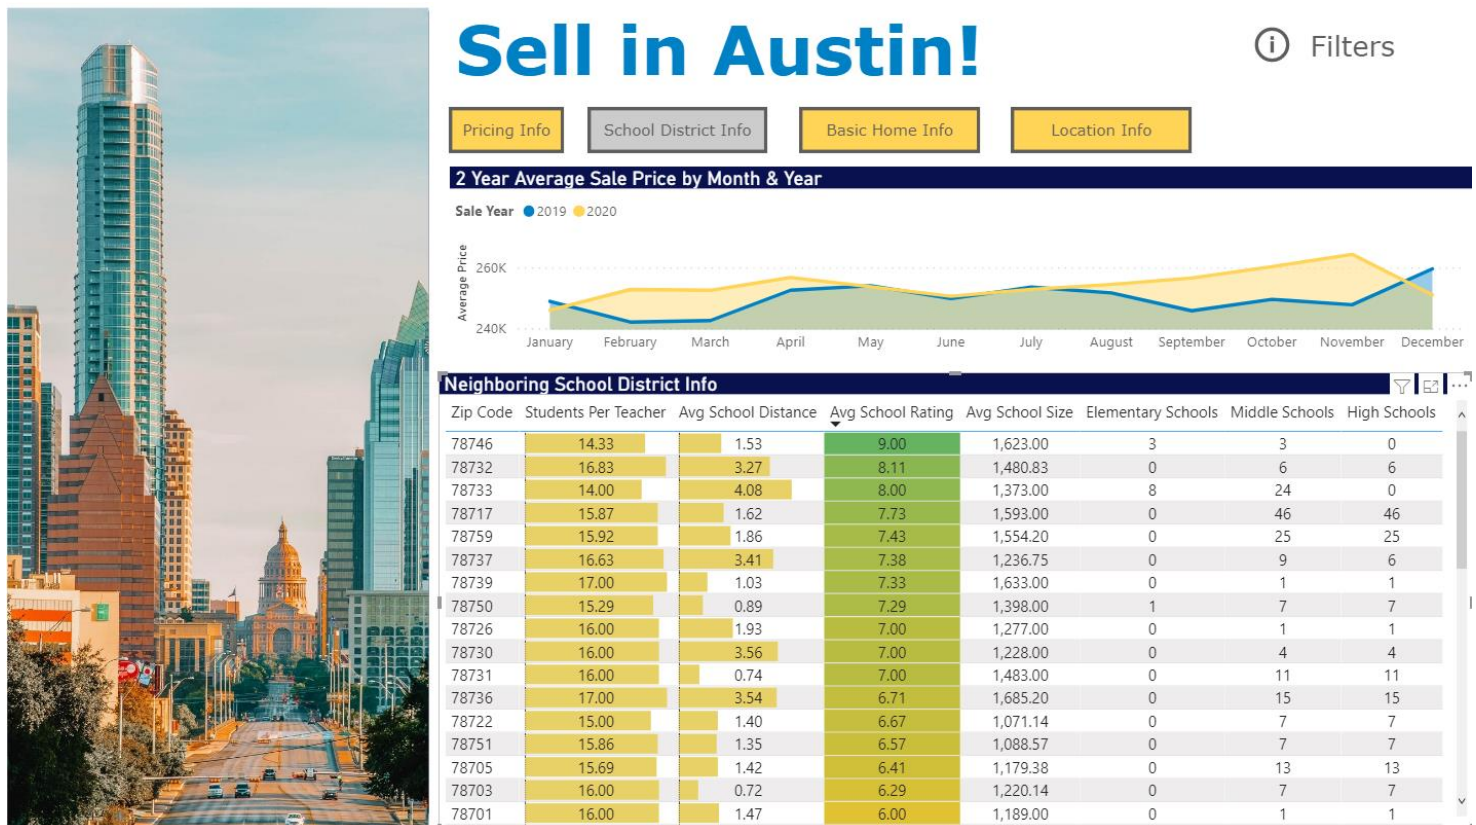 Sell in Austin!
Filters
Pricing Info School District Info Basic Home Info Location Info
2 Year Average Sale Price by Month & Year
Sale Year 2019 2020
Average Price
260K
240K
January February March April May June July August September October November December
Neighboring School District Info
Zip Code Students Per Teacher Avg School Distance Avg School Rating Avg School Size Elementary Schools Middle Schools High Schools
78746 14.33 1.53 9.00 1,623.00 3 3 0
78732 16.83 3.27 8.11 1,480.83 0 6 6
78733 14.00 4.08 8.00 1,373.00 8 24 0
78717 15.87 1.62 7.73 1,593.00 0 46 46
78759 15.92 1.86 7.43 1,554.20 0 25 25
78737 16.63 3.41 7.38 1,236.75 0 9 6
78739 17.00 1.03 7.33 1,633.00 0 1 1
78750 15.29 0.89 7.29 1,398.00 1 7 7
78726 16.00 1.93 7.00 1,277.00 0 1 1
78730 16.00 3.56 7.00 1,228.00 0 4 4
78731 16.00 0.74 7.00 1,483.00 0 11 11
78736 17.00 3.54 6.71 1,685.20 0 15 15
78722 15.00 1.40 6.67 1,071.14 0 7 7
78751 15.86 1.35 6.57 1,088.57 0 7 7
78705 15.69 1.42 6.41 1,179.38 0 13 13
78703 16.00 0.72 6.29 1,220.14 0 7 7
78701 16.00 1.47 6.00 1,189.00 0 1 1